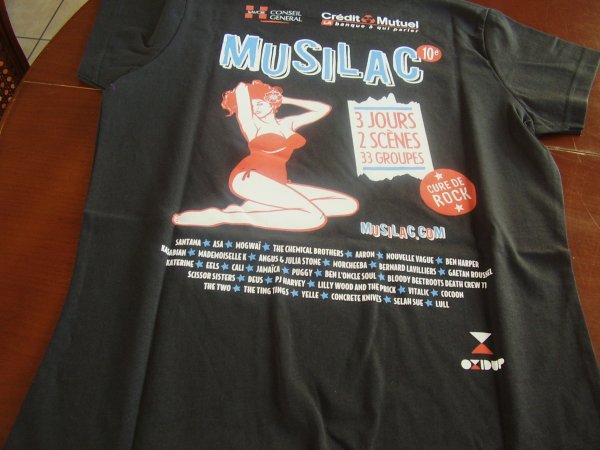 SAVOIE CONSEIL GENERAL
Crédit Mutuel
LA banque à qui parler
MUSILAC
10e
3 JOURS
2 SCÈNES
33 GROUPES
CURE DE
ROCK
MUSILAC.COM
SANTANA ★ ASA ★ MOGWAÏ ★ THE CHEMICAL BROTHERS ★ AARON ★ NOUVELLE VAGUE ★ BEN HARPER
KASABIAN ★ MADEMOISELLE K ★ ANGUS & JULIA STONE ★ MORCHEEBA ★ BERNARD LAVILLIERS ★ GAETAN ROUSSEL
KATERINE ★ EELS ★ CALI ★ JAMAÏCA ★ PUGGY ★ BEN L'ONCLE SOUL ★ BLOODY BEETROOTS DEATH CREW 77
SCISSOR SISTERS ★ DEUS ★ PJ HARVEY ★ LILLY WOOD AND THE PRICK ★ VITALIC ★ COCOON
THE TWO ★ THE TING TINGS ★ YELLE ★ CONCRETE KNIVES ★ SELAN SUE ★ LULL
OXIDUP